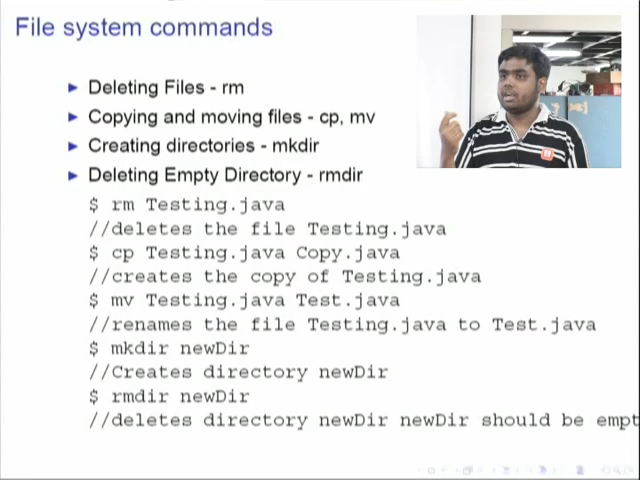 File system commands
Deleting Files - rm
Copying and moving files - cp, mv
Creating directories - mkdir
Deleting Empty Directory - rmdir
$ rm Testing.java
//deletes the file Testing.java
$ cp Testing.java Copy.java
//creates the copy of Testing.java
$ mv Testing.java Test.java
//renames the file Testing.java to Test.java
$ mkdir newDir
//Creates directory newDir
$ rmdir newDir
//deletes directory newDir newDir should be empt